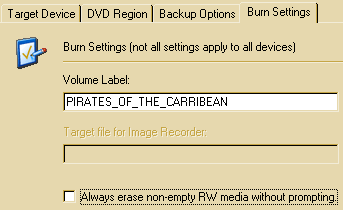 Target Device DVD Region Backup Options Burn Settings
Burn Settings (not all settings apply to all devices)
Volume Label:
PIRATES_OF_THE_CARRIBEAN
Target file for Image Recorder:
Always erase non-empty RW media without prompting.